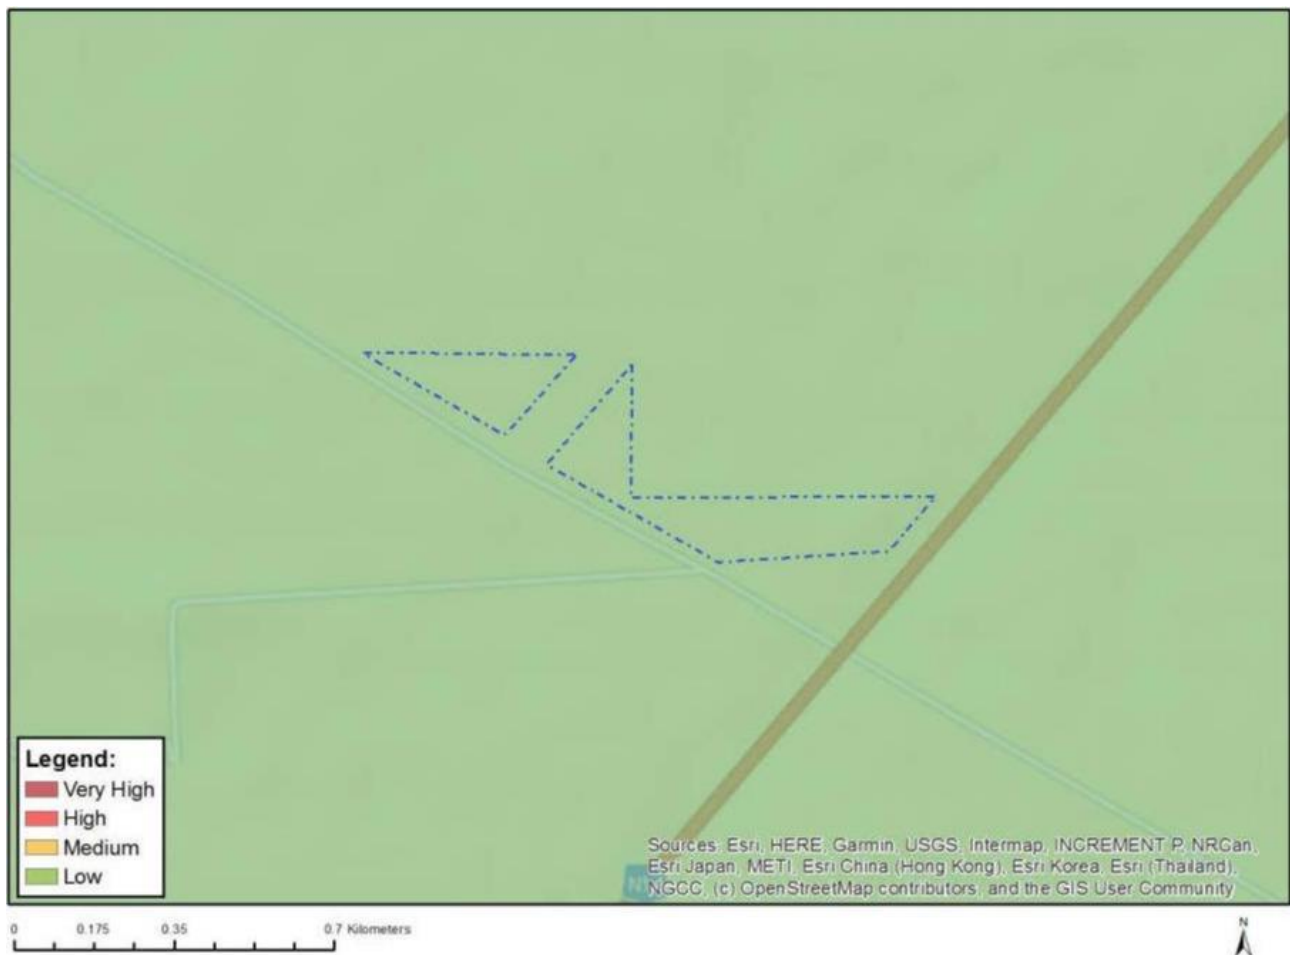 Legend:
Very High
High
Medium
Low
Sources: Esri, HERE, Garmin, USGS, Intermap, INCREMENT P, NRCan,
Esri Japan, METI, Esri China (Hong Kong), Esri Korea, Esri (Thailand),
NGCC, (c) OpenStreetMap contributors, and the GIS User Community
0 0.175 0.35 0.7 Kilometers
N